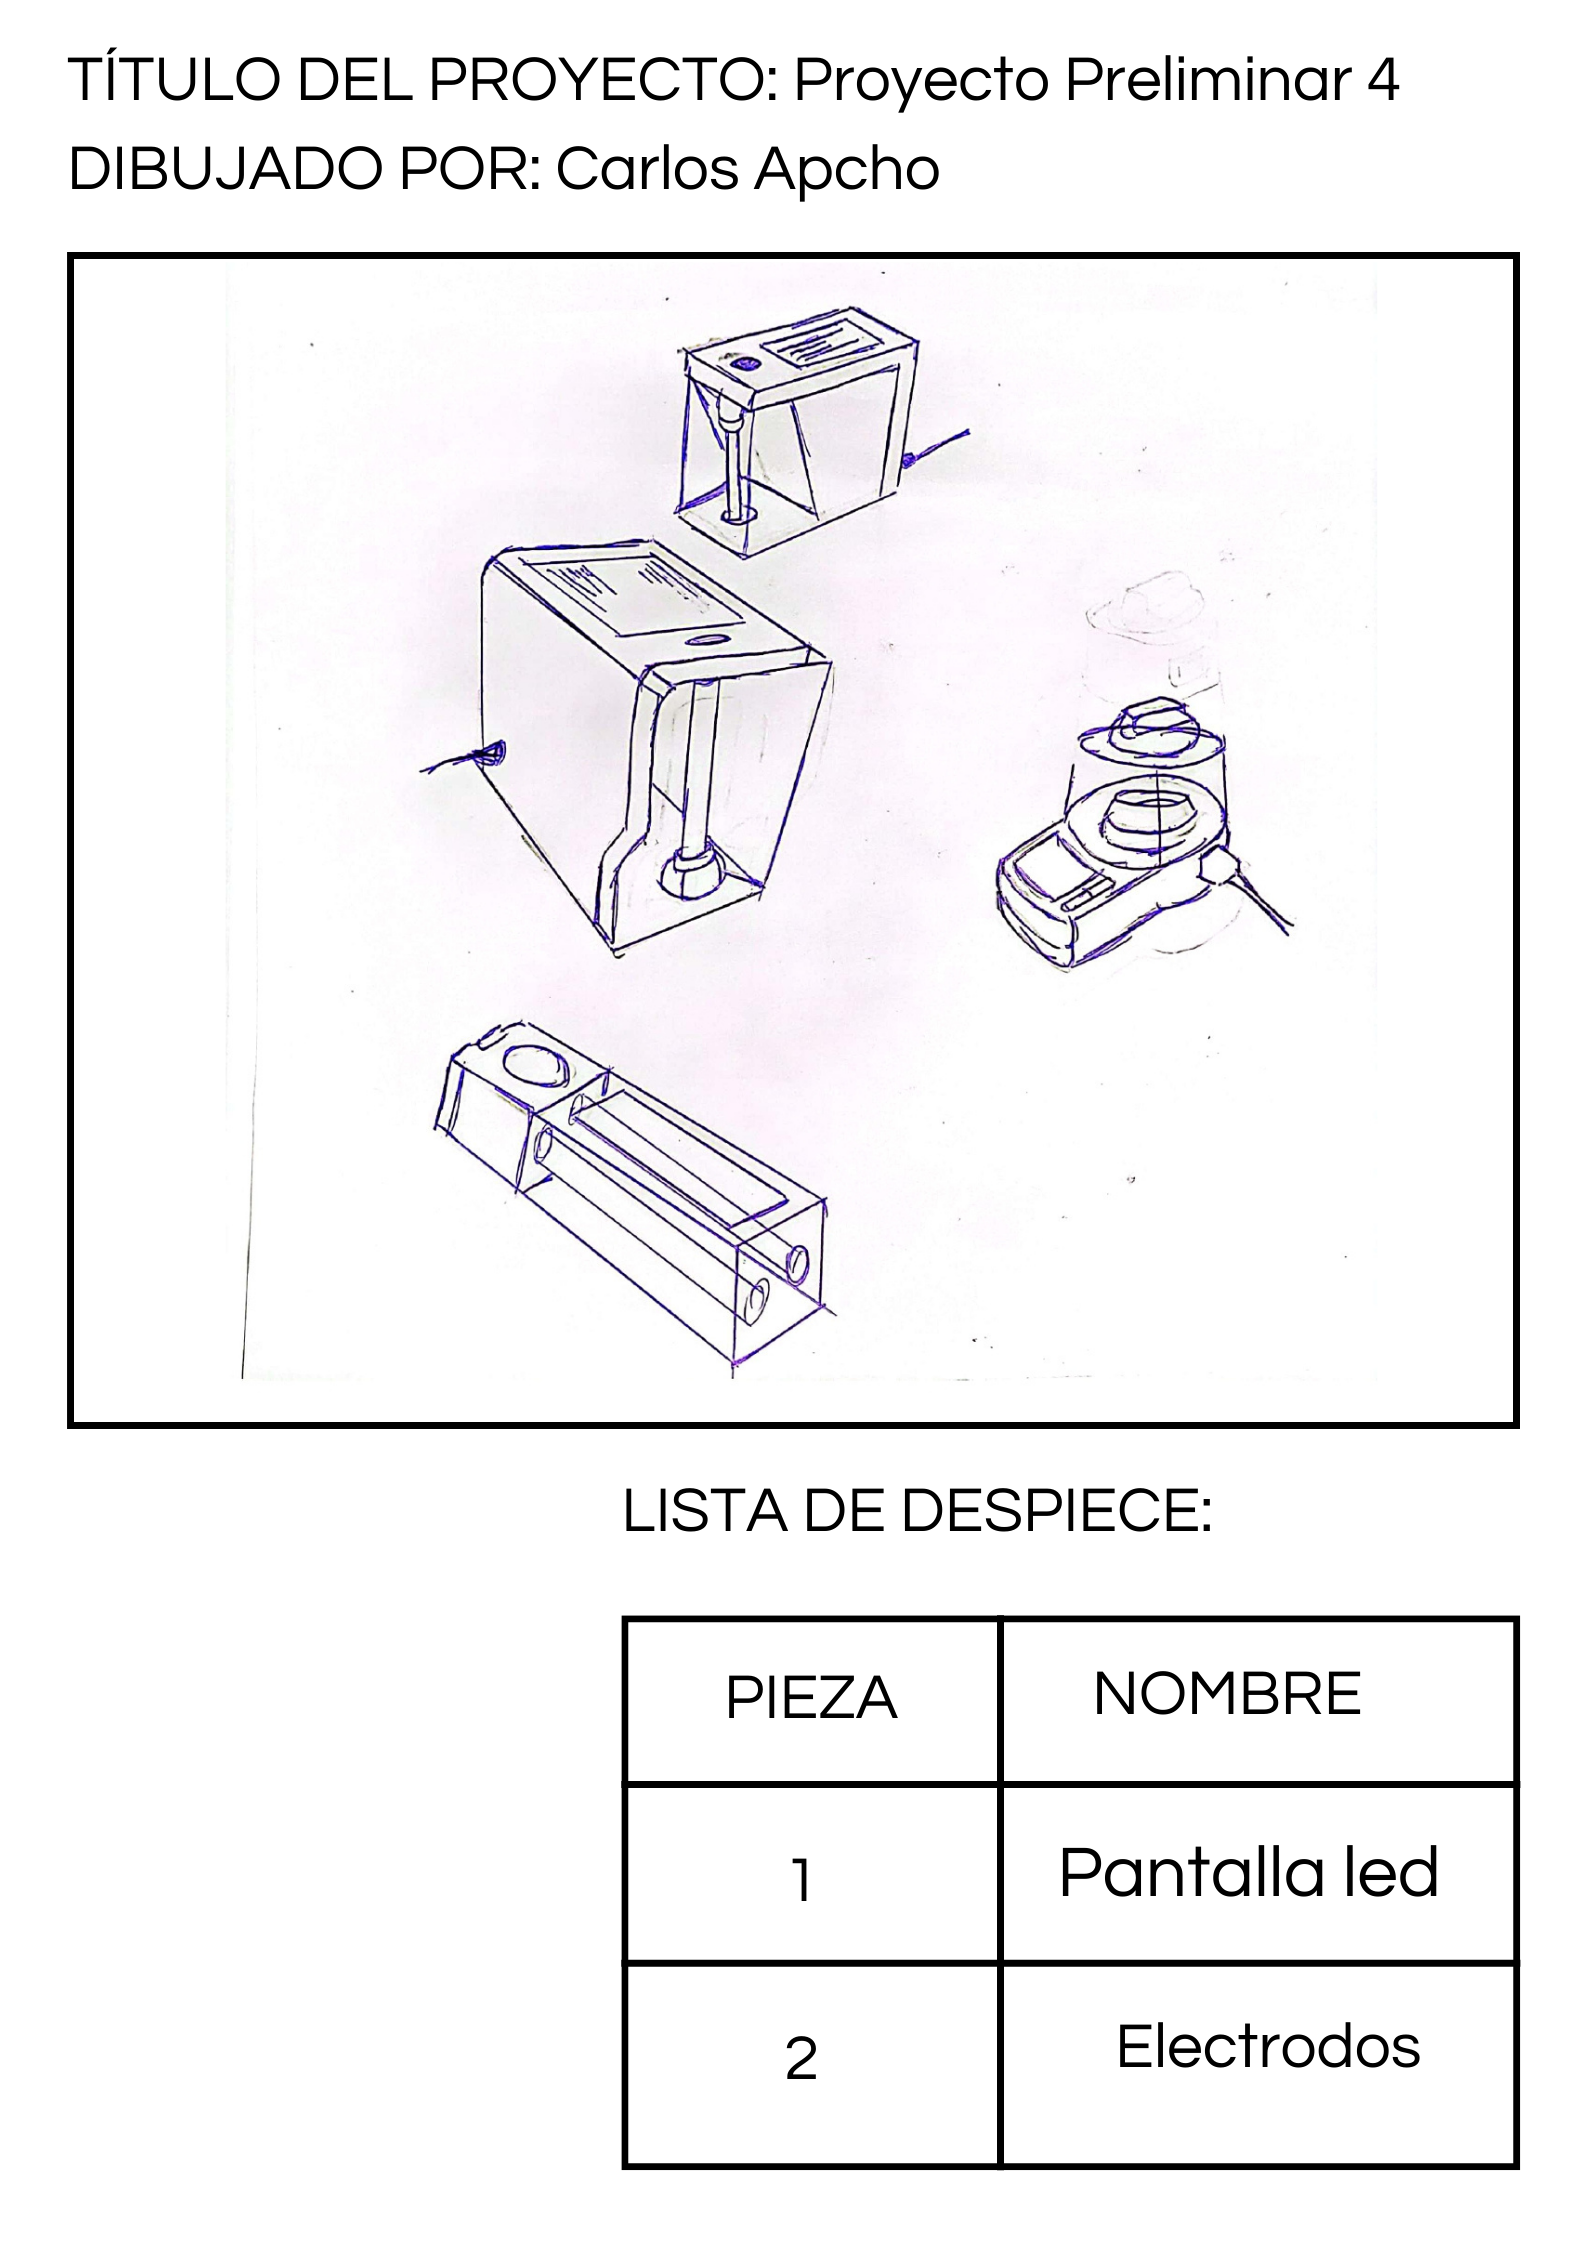 TÍTULO DEL PROYECTO: Proyecto Preliminar 4
DIBUJADO POR: Carlos Apcho
LISTA DE DESPIECE:
PIEZA NOMBRE
1 Pantalla led
2 Electrodos